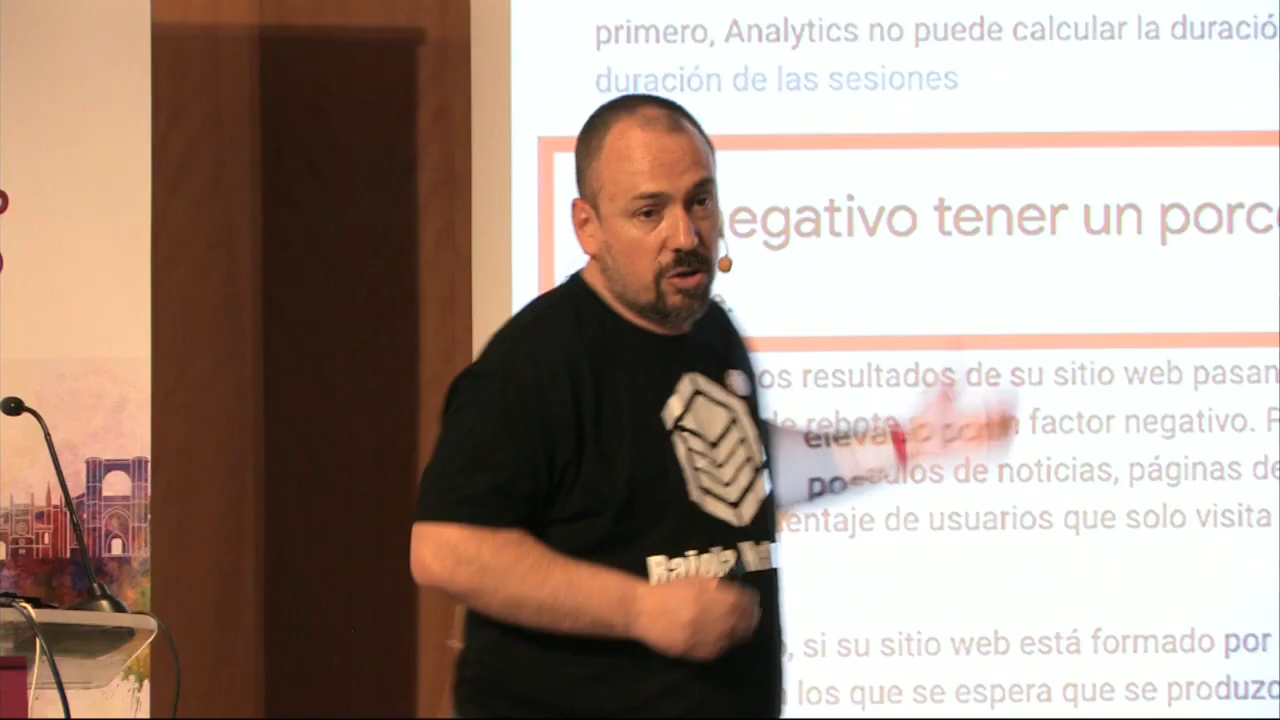 primero, Analytics no puede calcular la duració
duración de las sesiones
egativo tener un porc
os resultados de su sitio web pasan
de rebote factor negativo.
de noticias, páginas de
entaje de usuarios que solo visita
, si su sitio web está formado por
los que se espera que se produzc